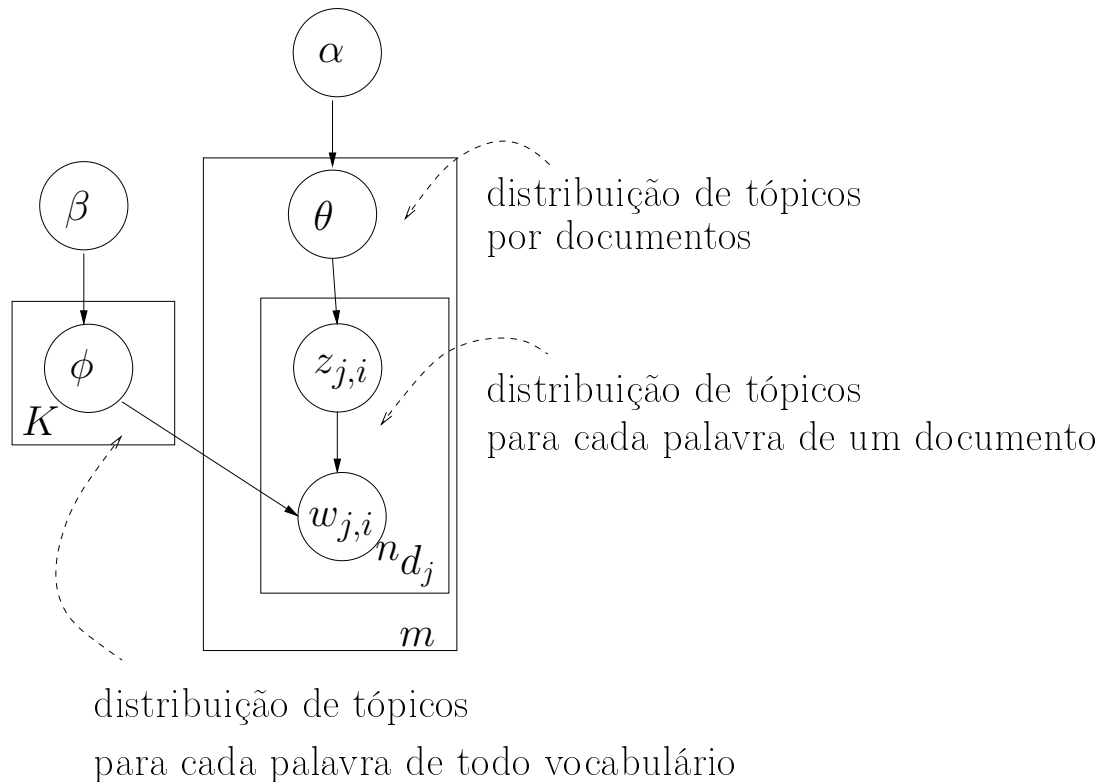 α
β
θ
distribuição de tópicos
por documentos
ϕ
K
z_{j,i}
distribuição de tópicos
para cada palavra de um documento
w_{j,i}
n_{d_j}
m
distribuição de tópicos
para cada palavra de todo vocabulário